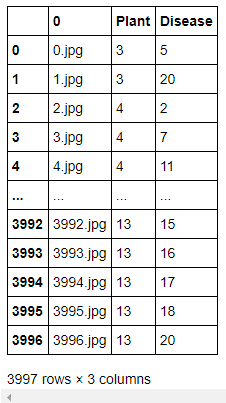 0 Plant Disease
0 0.jpg 3 5
1 1.jpg 3 20
2 2.jpg 4 2
3 3.jpg 4 7
4 4.jpg 4 11
... ... ... ...
3992 3992.jpg 13 15
3993 3993.jpg 13 16
3994 3994.jpg 13 17
3995 3995.jpg 13 18
3996 3996.jpg 13 20
3997 rows × 3 columns